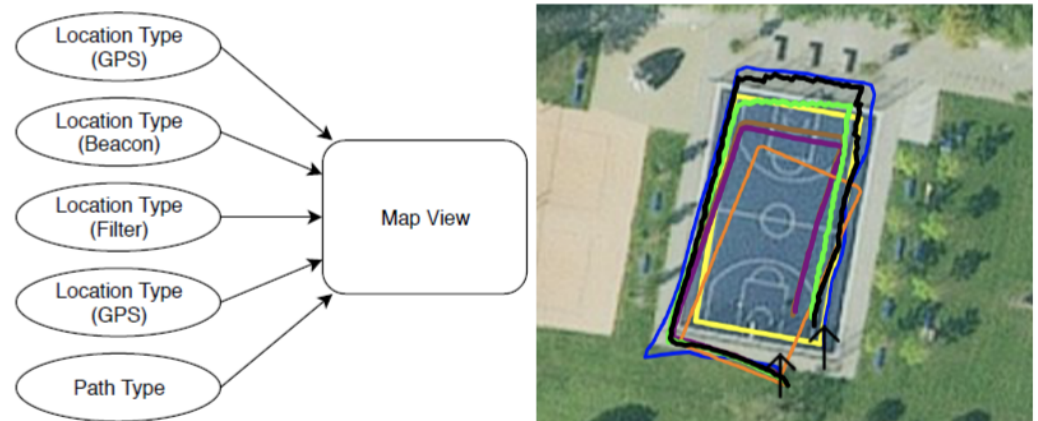 Location Type
(GPS)
Location Type
(Beacon)
Location Type
(Filter)
Location Type
(GPS)
Path Type
Map View